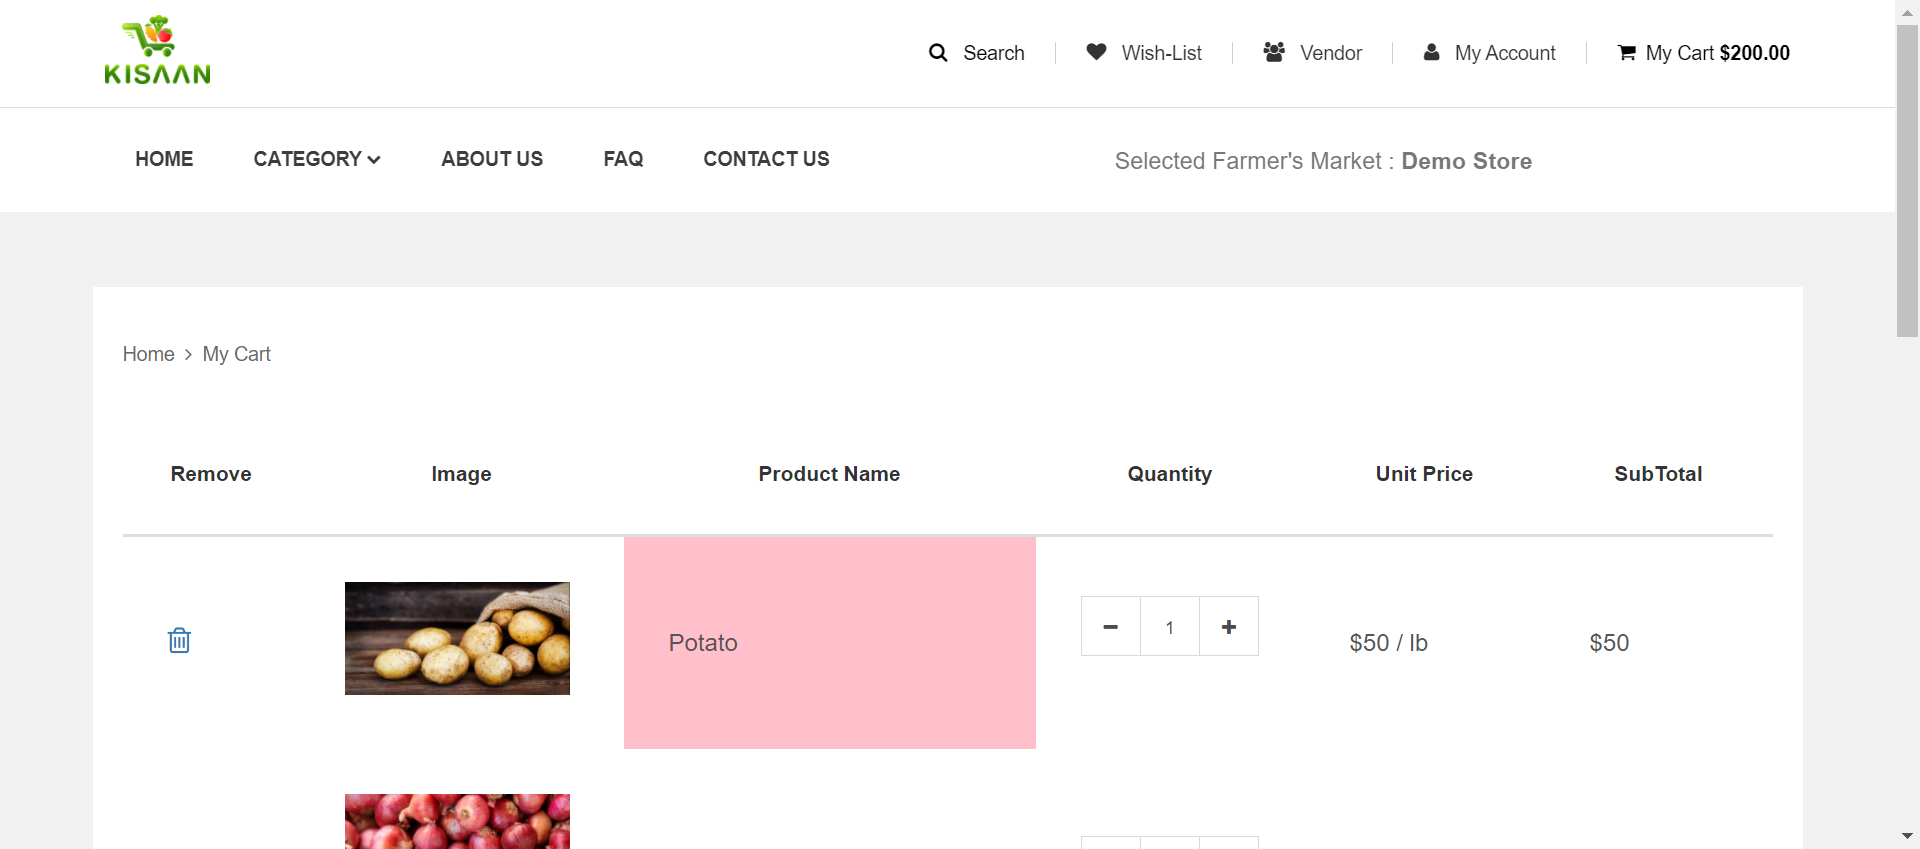 KISAAN
Search
Wish-List
Vendor
My Account
My Cart $200.00
HOME
CATEGORY
ABOUT US
FAQ
CONTACT US
Selected Farmer's Market : Demo Store
Home > My Cart
Remove
Image
Product Name
Quantity
Unit Price
SubTotal
Potato
1
$50 / lb
$50